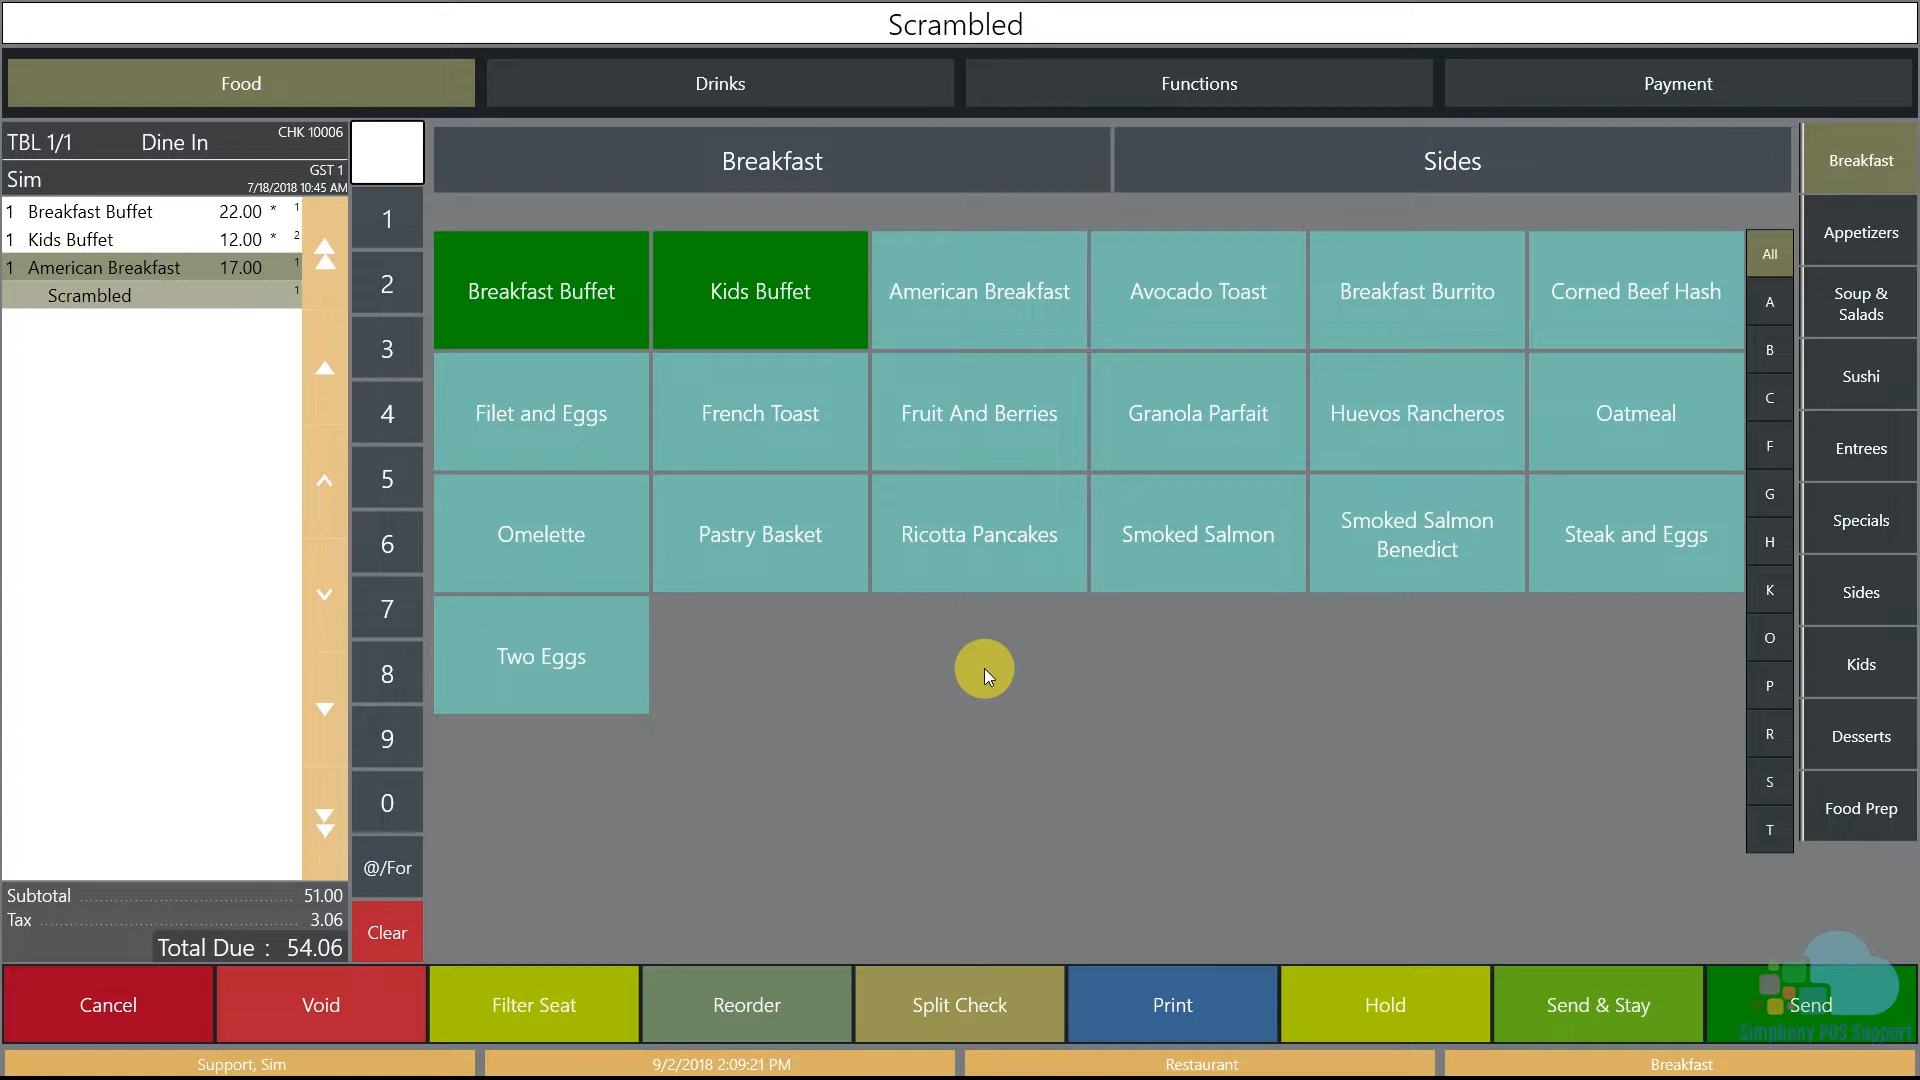 Scrambled
Food
Drinks
Functions
Payment
TBL 1/1
Dine In
CHK 10006
Sim
GST 1
7/18/2018 10:45 AM
1 Breakfast Buffet 22.00 * 1
1 Kids Buffet 12.00 * 2
1 American Breakfast 17.00 1
Scrambled 1
Subtotal 51.00
Tax 3.06
Total Due : 54.06
1
2
3
4
5
6
7
8
9
0
@/For
Clear
Breakfast
Sides
Breakfast Buffet
Kids Buffet
American Breakfast
Avocado Toast
Breakfast Burrito
Corned Beef Hash
Filet and Eggs
French Toast
Fruit And Berries
Granola Parfait
Huevos Rancheros
Oatmeal
Omelette
Pastry Basket
Ricotta Pancakes
Smoked Salmon
Smoked Salmon
Benedict
Steak and Eggs
Two Eggs
All
A
B
C
F
G
H
K
O
P
R
S
T
Breakfast
Appetizers
Soup &
Salads
Sushi
Entrees
Specials
Sides
Kids
Desserts
Food Prep
Cancel
Void
Filter Seat
Reorder
Split Check
Print
Hold
Send & Stay
Send
Simphony POS Support
Support, Sim
9/2/2018 2:09:21 PM
Restaurant
Breakfast